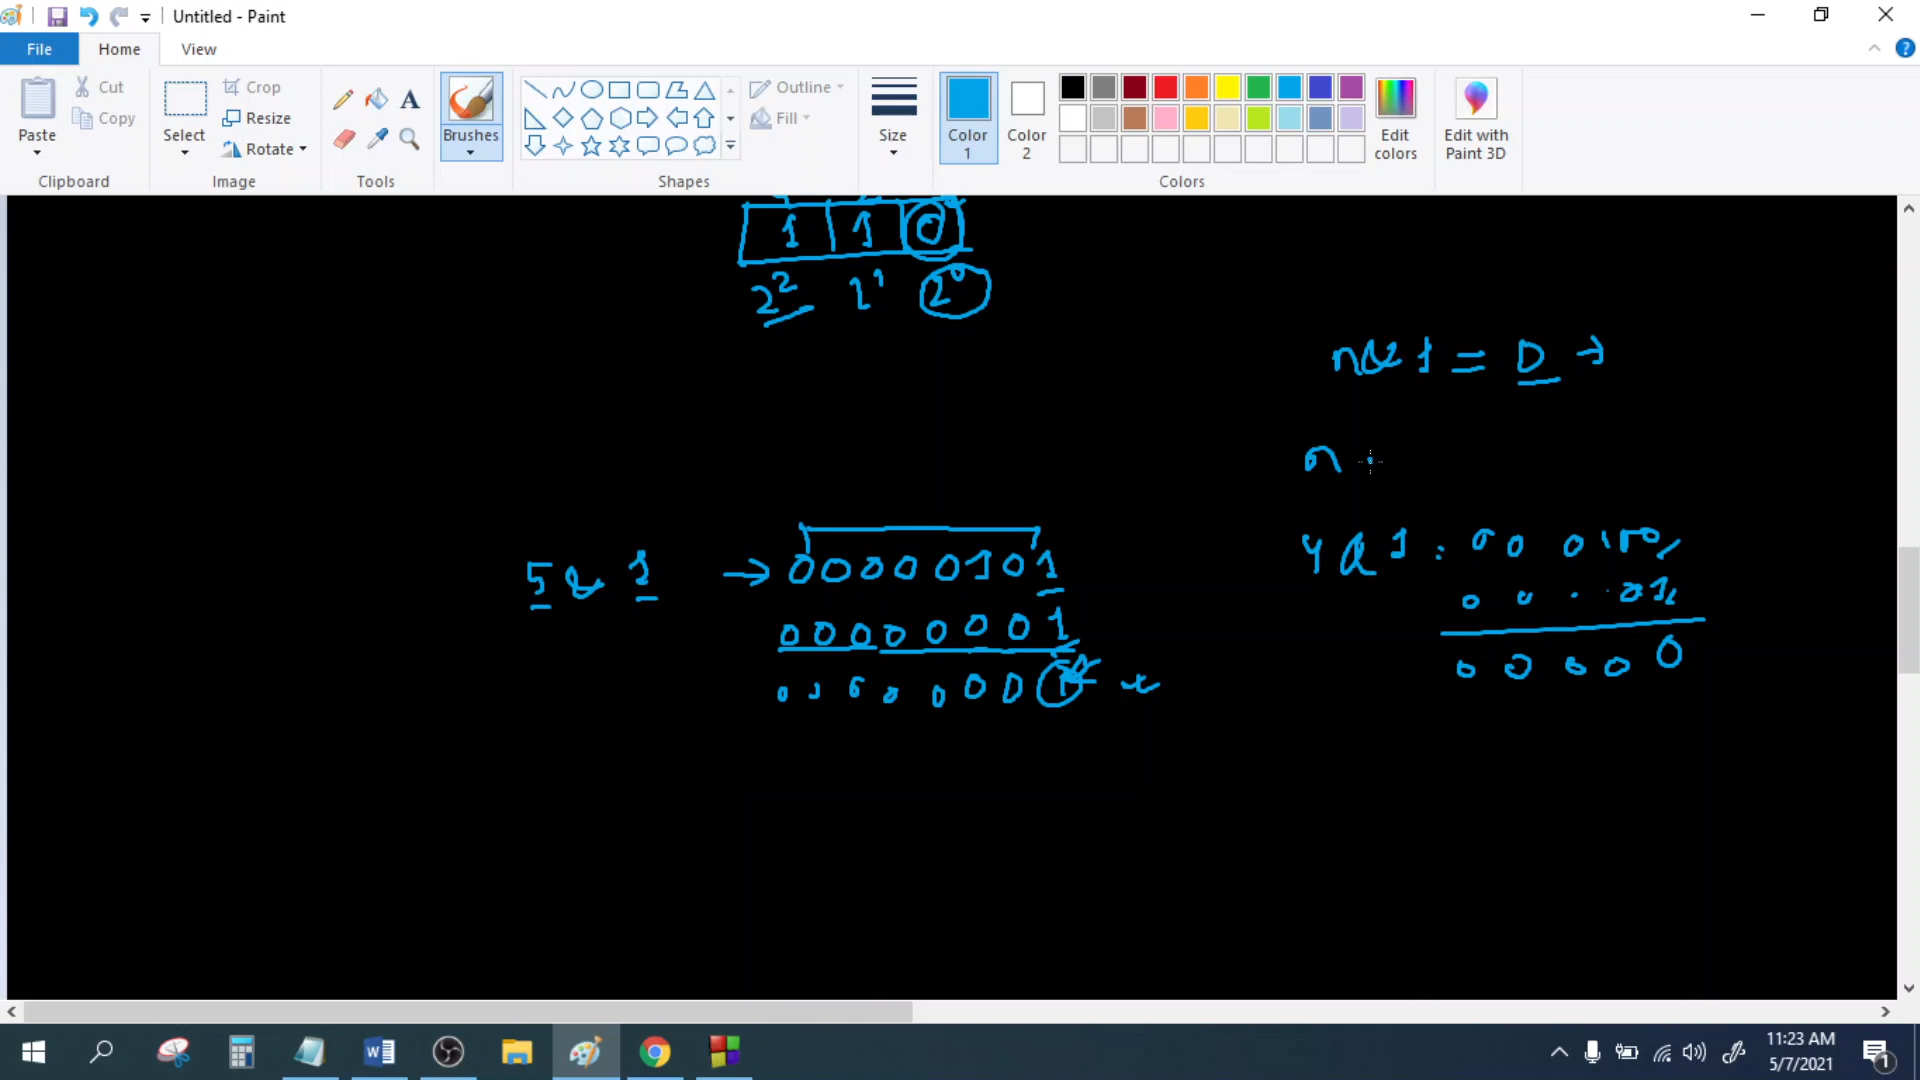 Untitled - Paint
File Home View
Paste
Cut
Copy
Clipboard
Select
Crop
Resize
Rotate
Image
Tools
Brushes
Shapes
Outline
Fill
Size
Color 1
Color 2
Colors
Edit colors
Edit with Paint 3D
1 1 0
2² 2¹ 2⁰
n & 1 = 0 →
n
5 & 1 → 00000101
00000001
4 & 1 :
11:23 AM
5/7/2021